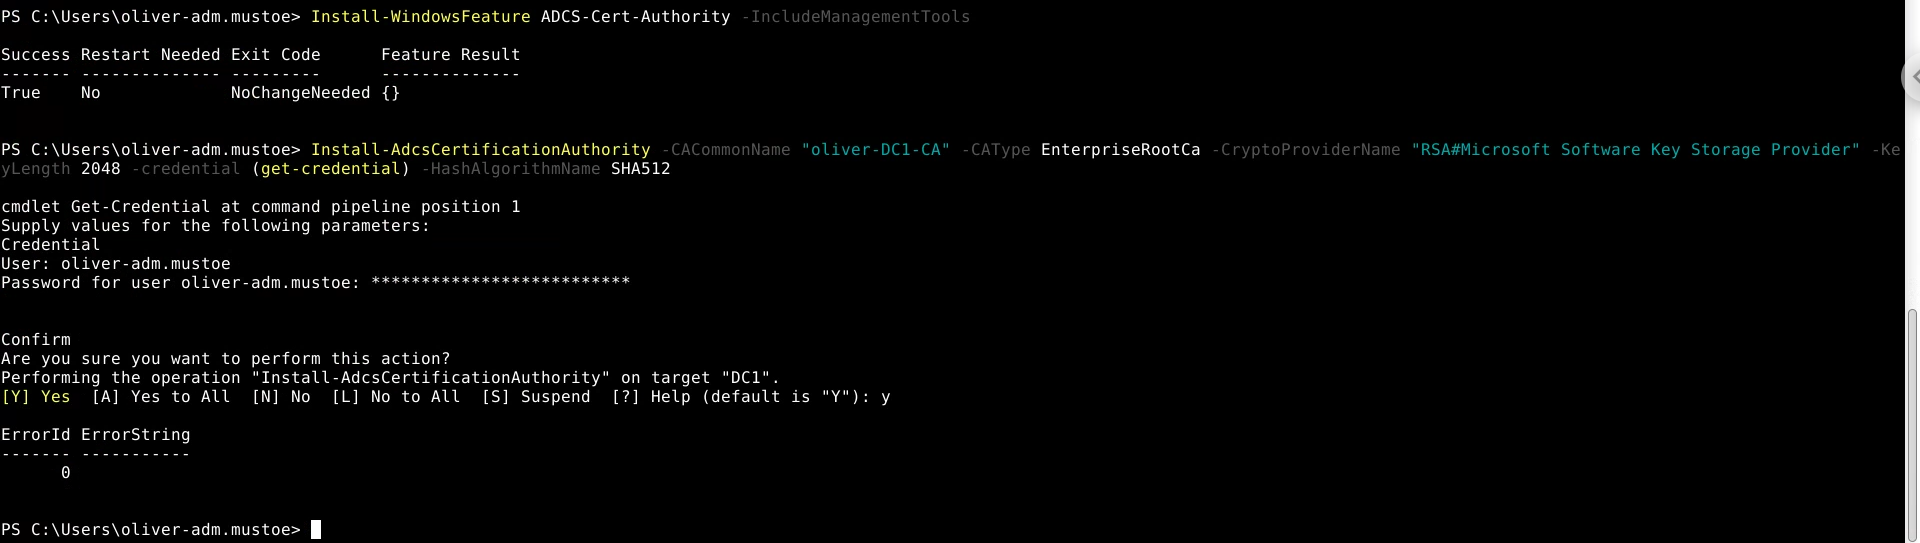 PS C:\Users\oliver-adm.mustoe> Install-WindowsFeature ADCS-Cert-Authority -IncludeManagementTools
Success Restart Needed Exit Code      Feature Result
------- -------------- ---------      --------------
True    No             NoChangeNeeded {}
PS C:\Users\oliver-adm.mustoe> Install-AdcsCertificationAuthority -CACommonName "oliver-DC1-CA" -CAType EnterpriseRootCa -CryptoProviderName "RSA#Microsoft Software Key Storage Provider" -Ke
yLength 2048 -credential (get-credential) -HashAlgorithmName SHA512
cmdlet Get-Credential at command pipeline position 1
Supply values for the following parameters:
Credential
User: oliver-adm.mustoe
Password for user oliver-adm.mustoe: **************************
Confirm
Are you sure you want to perform this action?
Performing the operation "Install-AdcsCertificationAuthority" on target "DC1".
[Y] Yes  [A] Yes to All  [N] No  [L] No to All  [S] Suspend  [?] Help (default is "Y"): y
ErrorId ErrorString
------- -----------
      0
PS C:\Users\oliver-adm.mustoe>